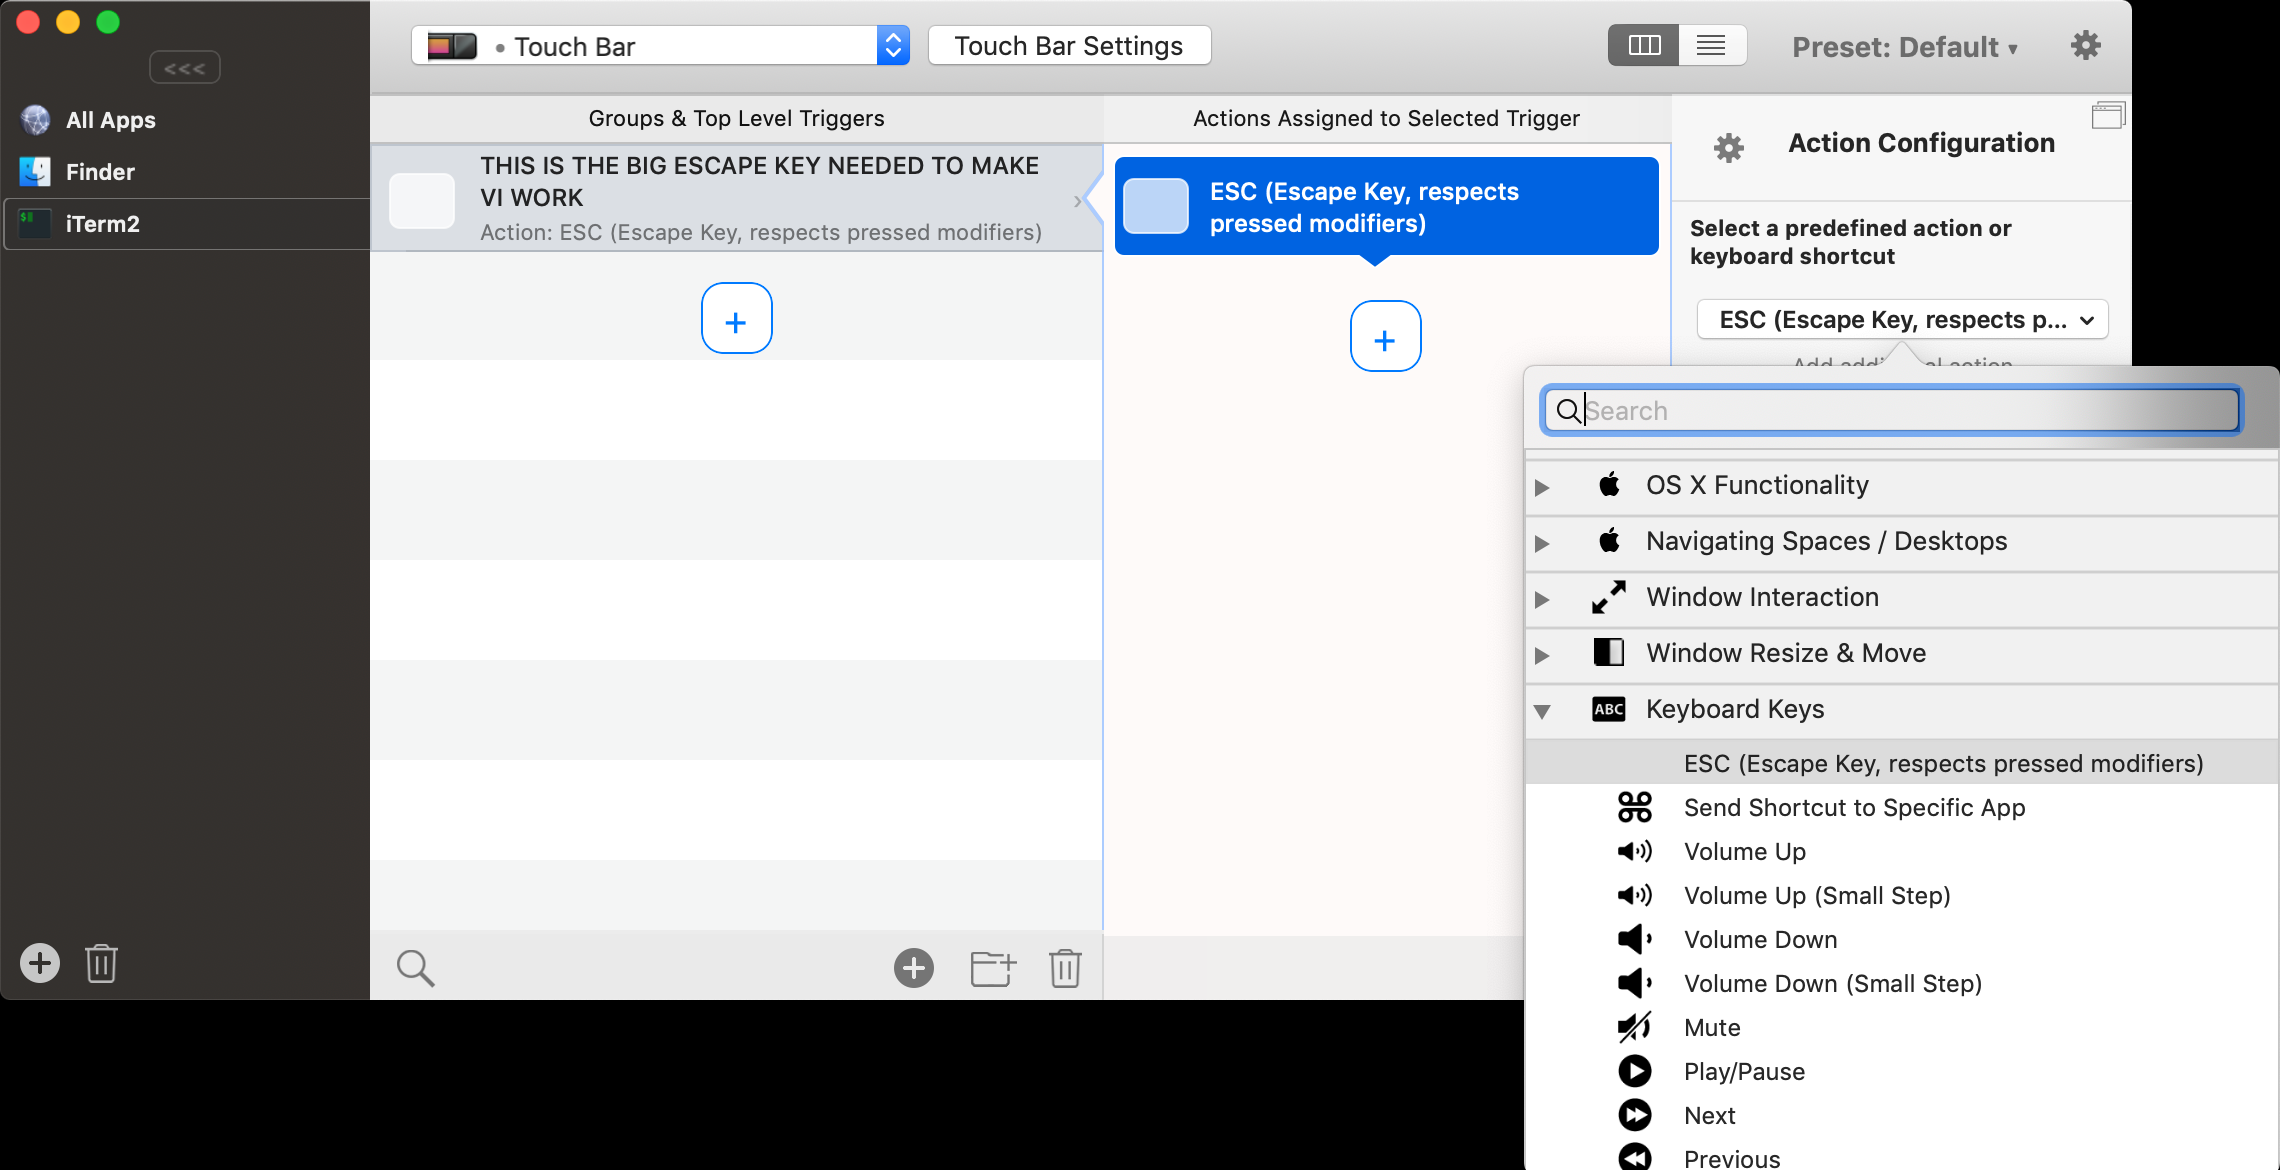 <<<
All Apps
Finder
iTerm2
• Touch Bar
Touch Bar Settings
Preset: Default ▾
Groups & Top Level Triggers
THIS IS THE BIG ESCAPE KEY NEEDED TO MAKE
VI WORK
Action: ESC (Escape Key, respects pressed modifiers)
+
Actions Assigned to Selected Trigger
ESC (Escape Key, respects
pressed modifiers)
+
Action Configuration
Select a predefined action or
keyboard shortcut
ESC (Escape Key, respects p...
action
Search
OS X Functionality
Navigating Spaces / Desktops
Window Interaction
Window Resize & Move
ABC Keyboard Keys
ESC (Escape Key, respects pressed modifiers)
Send Shortcut to Specific App
Volume Up
Volume Up (Small Step)
Volume Down
Volume Down (Small Step)
Mute
Play/Pause
Next
Previous